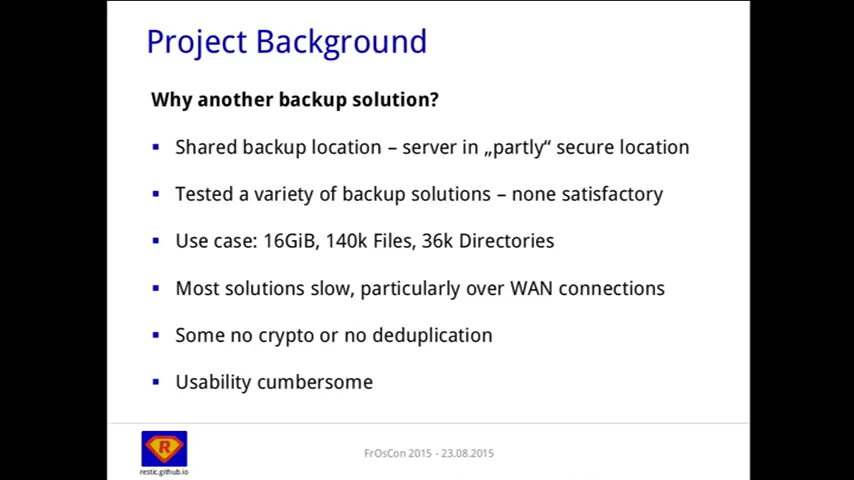 Project Background
Why another backup solution?
Shared backup location – server in „partly“ secure location
Tested a variety of backup solutions – none satisfactory
Use case: 16GiB, 140k Files, 36k Directories
Most solutions slow, particularly over WAN connections
Some no crypto or no deduplication
Usability cumbersome
R
restic.github.io
FrOsCon 2015 - 23.08.2015